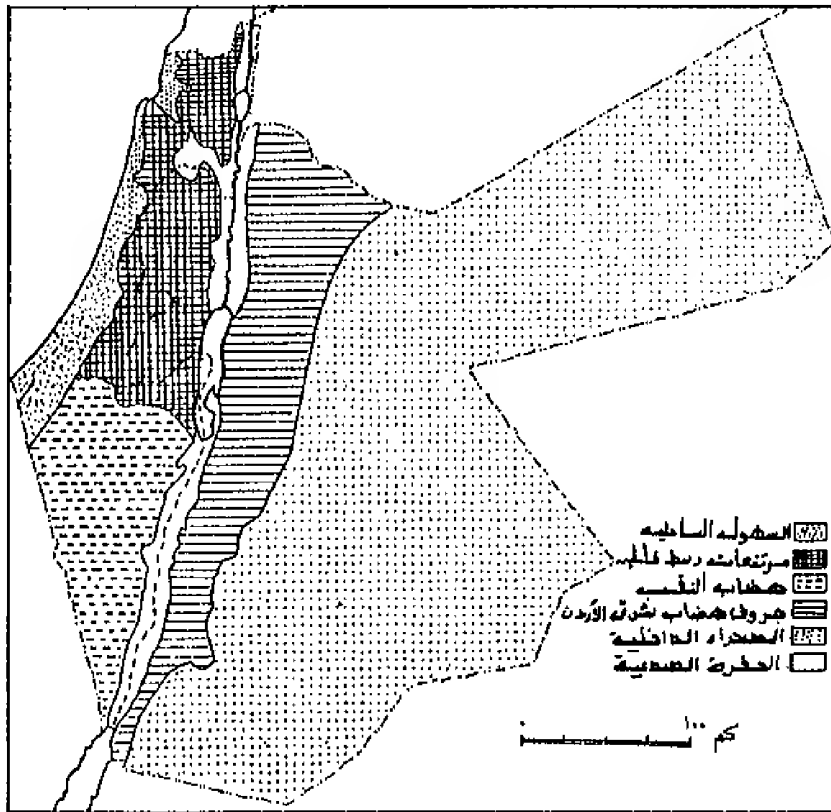 السهول الساحلية
مرتفعات وسط فلسطين
هضاب النقب
حروف هضاب شرق الأردن
الصحراء الداخلية
الحفرة الصدعية
١٠٠ كم